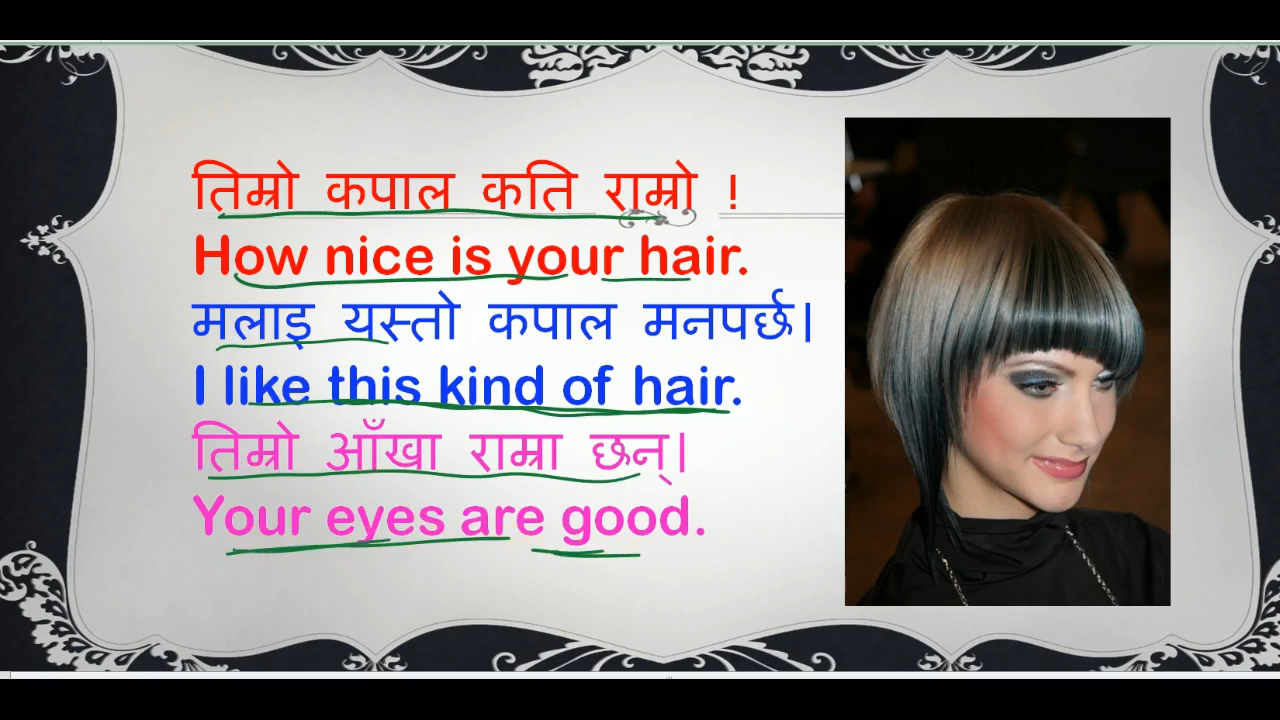 तिम्रो कपाल कति राम्रो !
How nice is your hair.
मलाइ यस्तो कपाल मनपर्छ।
I like this kind of hair.
तिम्रो आँखा राम्रा छन्।
Your eyes are good.